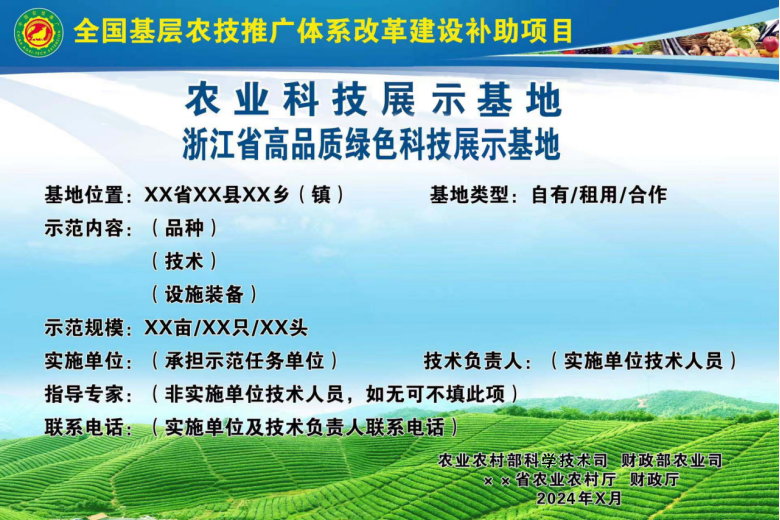 全国基层农技推广体系改革建设补助项目
农业科技展示基地
浙江省高品质绿色科技展示基地
基地位置：XX省XX县XX乡（镇） 基地类型：自有/租用/合作
示范内容：（品种）
（技术）
（设施装备）
示范规模：XX亩/XX只/XX头
实施单位：（承担示范任务单位） 技术负责人：（实施单位技术人员）
指导专家：（非实施单位技术人员，如无可不填此项）
联系电话：（实施单位及技术负责人联系电话）
农业农村部科学技术司 财政部农业司
××省农业农村厅 财政厅
2024年X月